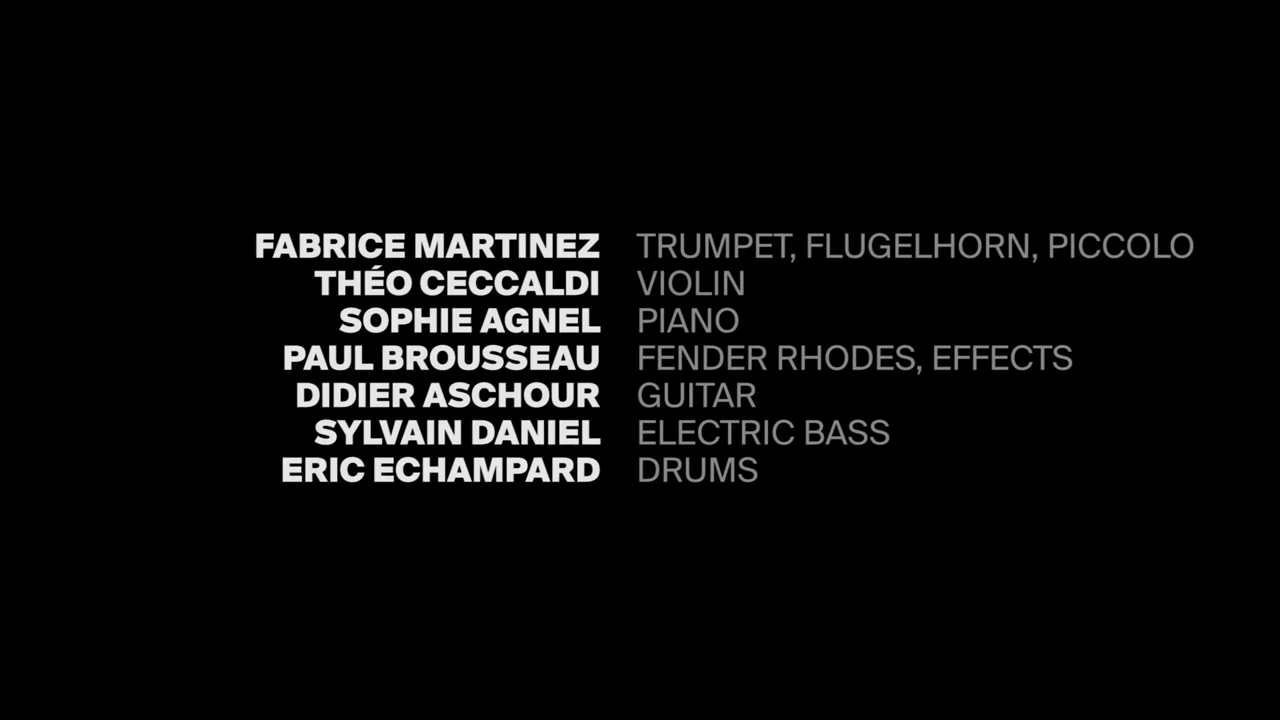 FABRICE MARTINEZ TRUMPET, FLUGELHORN, PICCOLO
THÉO CECCALDI VIOLIN
SOPHIE AGNEL PIANO
PAUL BROUSSEAU FENDER RHODES, EFFECTS
DIDIER ASCHOUR GUITAR
SYLVAIN DANIEL ELECTRIC BASS
ERIC ECHAMPARD DRUMS